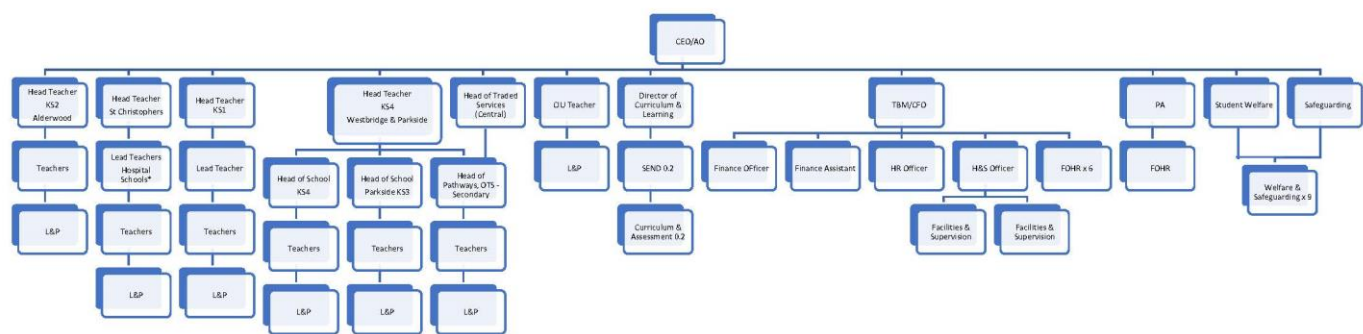 CEO/AO
Head Teacher
KS2
Alderwood
Head Teacher
St Christophers
Head Teacher
KS1
Head Teacher
KS4
Westbridge & Parkside
Head of Traded
Services
(Central)
OU Teacher
Director of
Curriculum &
Learning
TBM/CFO
PA
Student Welfare
Safeguarding
Teachers
Lead Teachers
Hospital
Schools*
Lead Teacher
Head of School
KS4
Head of School
Parkside KS3
Head of
Pathways, OTS -
Secondary
L&P
SEND 0.2
Finance OFficer
Finance Assistant
HR Officer
H&S Officer
FOHR x 6
FOHR
Welfare &
Safeguarding x 9
L&P
Teachers
Teachers
Teachers
Teachers
Teachers
Curriculum &
Assessment 0.2
Facilities &
Supervision
Facilities &
Supervision
L&P
L&P
L&P
L&P
L&P